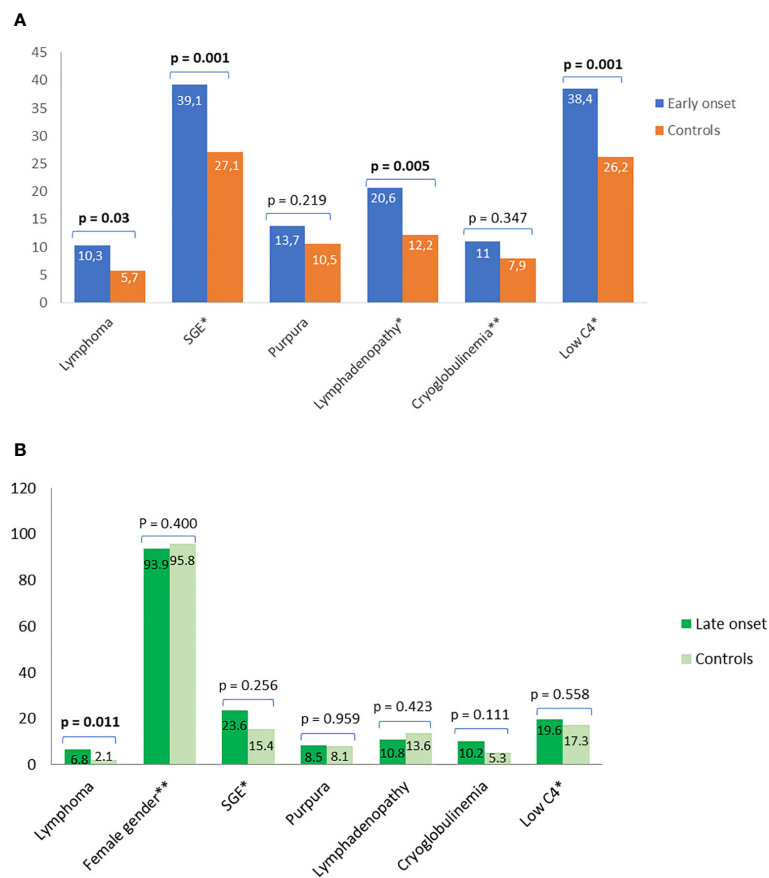 A
45
40
35
30
25
20
15
10
5
0
p = 0.03
10,3
5,7
p = 0.001
39,1
27,1
p = 0.219
13,7
10,5
p = 0.005
20,6
12,2
p = 0.347
11
7,9
p = 0.001
38,4
26,2
Lymphoma
SGE*
Purpura
Lymphadenopathy*
Cryoglobulinemia**
Low C4*
Early onset
Controls
B
120
100
80
60
40
20
0
p = 0.011
6.8
2.1
P = 0.400
93.9
95.8
p = 0.256
23.6
15.4
p = 0.959
8.5
8.1
p = 0.423
10.8
13.6
p = 0.111
10.2
5.3
p = 0.558
19.6
17.3
Lymphoma
Female gender**
SGE*
Purpura
Lymphadenopathy
Cryoglobulinemia
Low C4*
Late onset
Controls